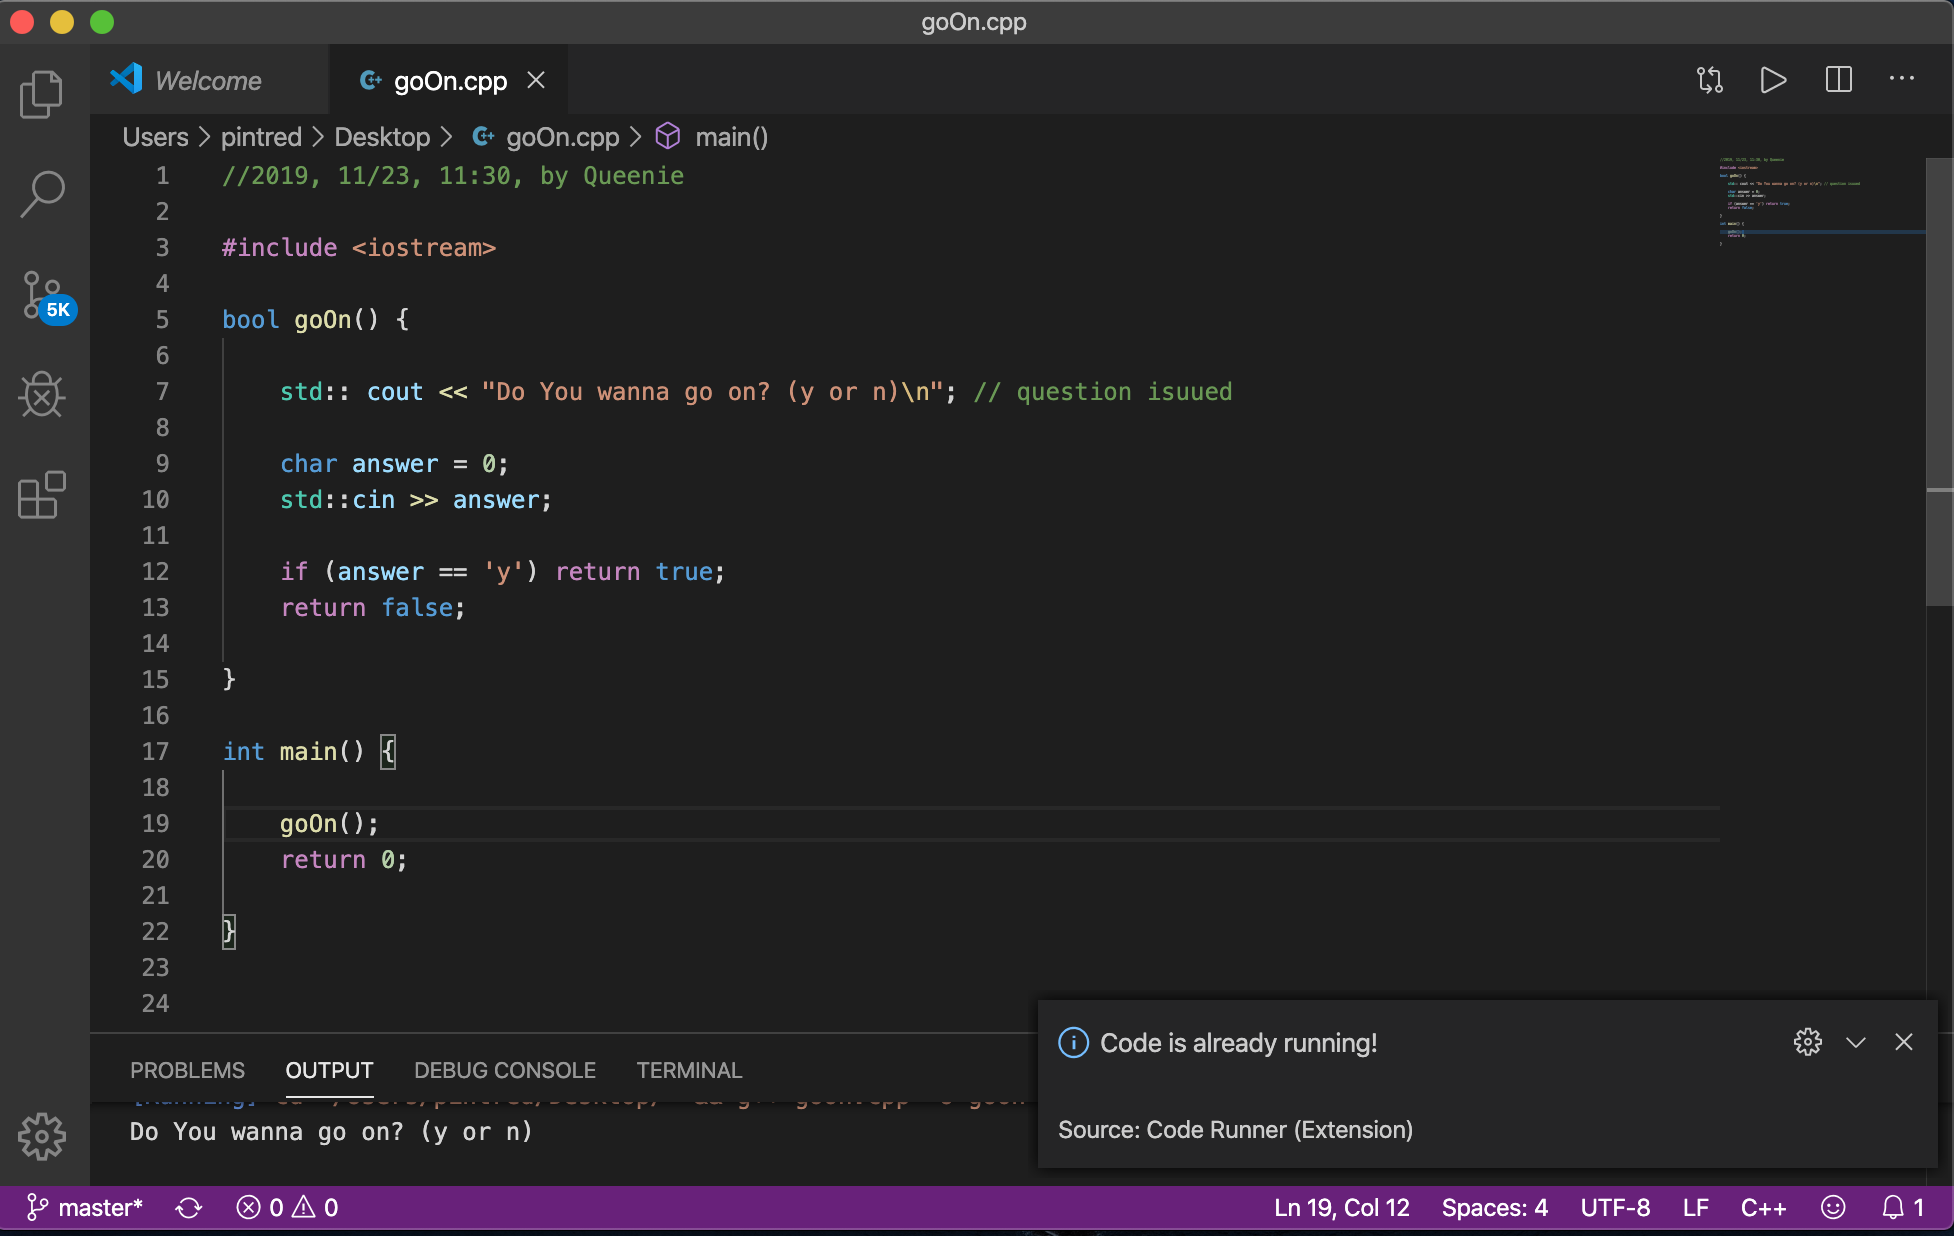 goOn.cpp
Welcome
goOn.cpp
Users > pintred > Desktop > goOn.cpp > main()
1 //2019, 11/23, 11:30, by Queenie
2
3 #include <iostream>
4
5 bool goOn() {
6
7 std:: cout << "Do You wanna go on? (y or n)\n"; // question isuued
8
9 char answer = 0;
10 std::cin >> answer;
11
12 if (answer == 'y') return true;
13 return false;
14
15 }
16
17 int main() {
18
19 goOn();
20 return 0;
21
22 }
23
24
5K
PROBLEMS OUTPUT DEBUG CONSOLE TERMINAL
Do You wanna go on? (y or n)
Code is already running!
Source: Code Runner (Extension)
master* 0 0 Ln 19, Col 12 Spaces: 4 UTF-8 LF C++ 1